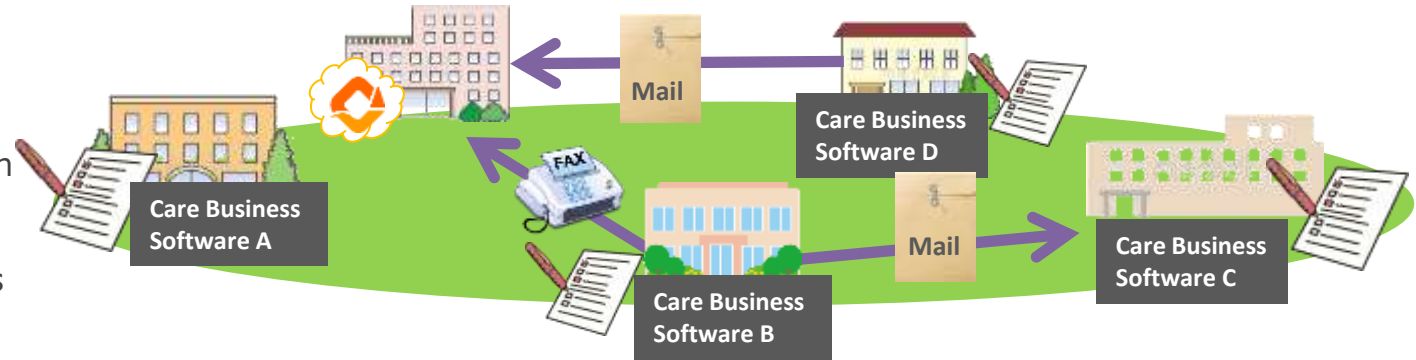 Mail
Care Business
Software D
n
FAX
Care Business
Software A
Mail
Care Business
Software C
s
Care Business
Software B